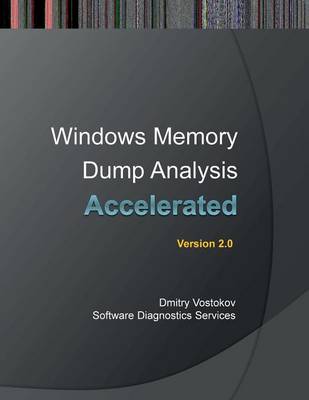 Windows Memory
Dump Analysis
Accelerated
Version 2.0
Dmitry Vostokov
Software Diagnostics Services